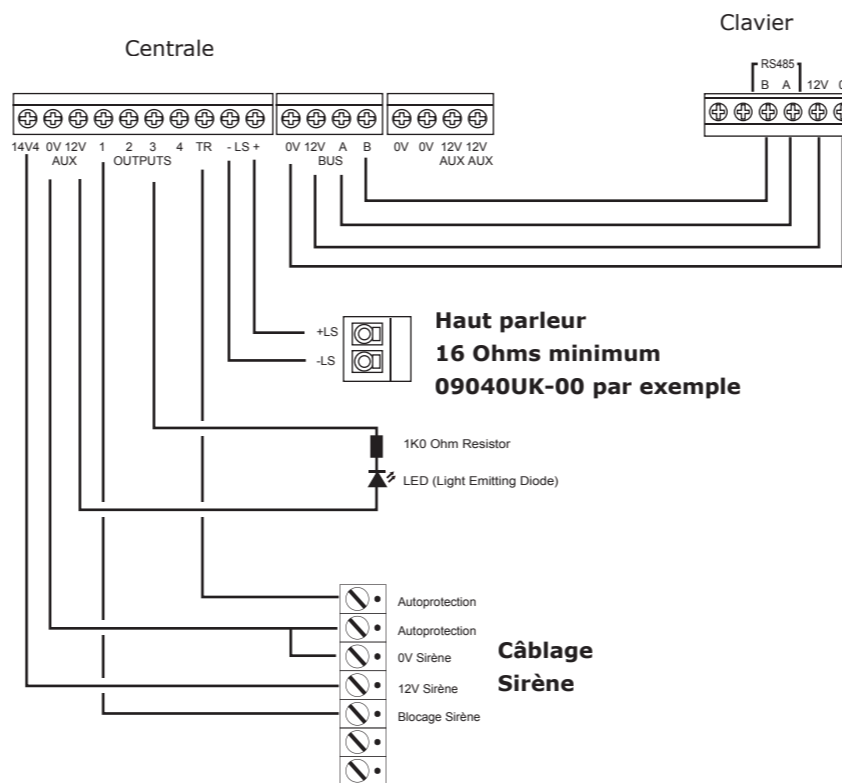 Centrale
Clavier
RS485
B A 12V 0
14V4 0V 12V 1 2 3 4 TR - LS +
AUX OUTPUTS
0V 12V A B
BUS
0V 0V 12V 12V
AUX AUX
+LS
-LS
Haut parleur
16 Ohms minimum
09040UK-00 par exemple
1K0 Ohm Resistor
LED (Light Emitting Diode)
Autoprotection
Autoprotection
0V Sirène
12V Sirène
Blocage Sirène
Câblage
Sirène